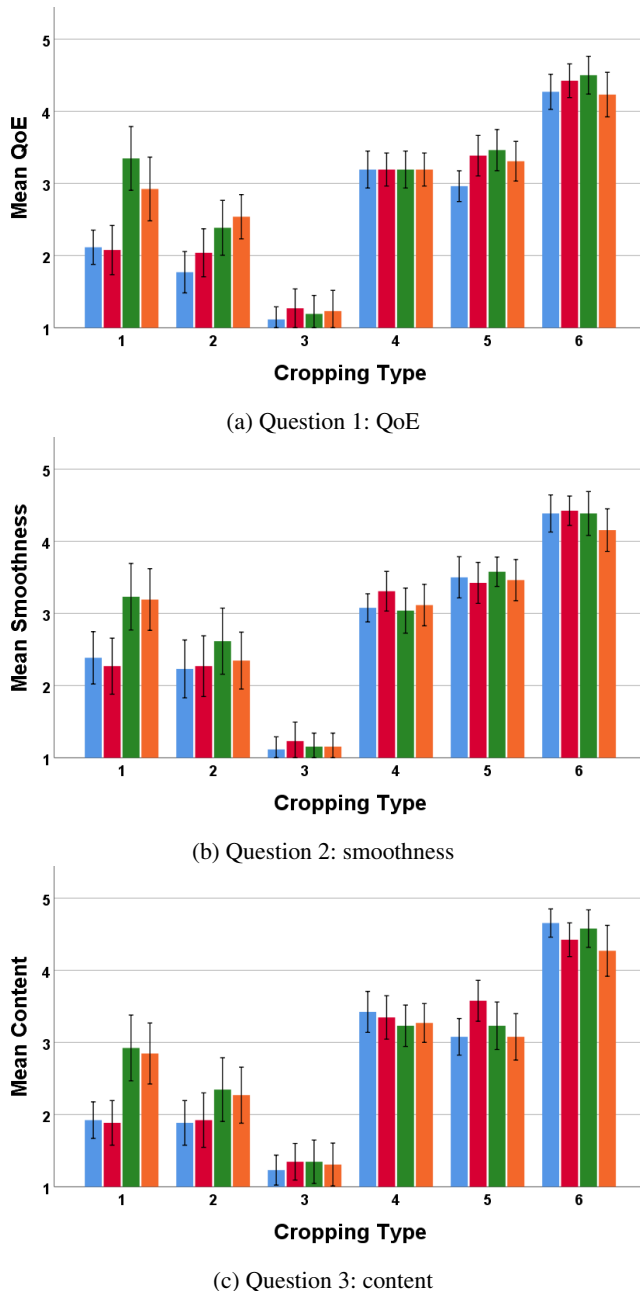 5
4
3
2
1
Mean QoE
1 2 3 4 5 6
Cropping Type
(a) Question 1: QoE
5
4
3
2
1
Mean Smoothness
1 2 3 4 5 6
Cropping Type
(b) Question 2: smoothness
5
4
3
2
1
Mean Content
1 2 3 4 5 6
Cropping Type
(c) Question 3: content